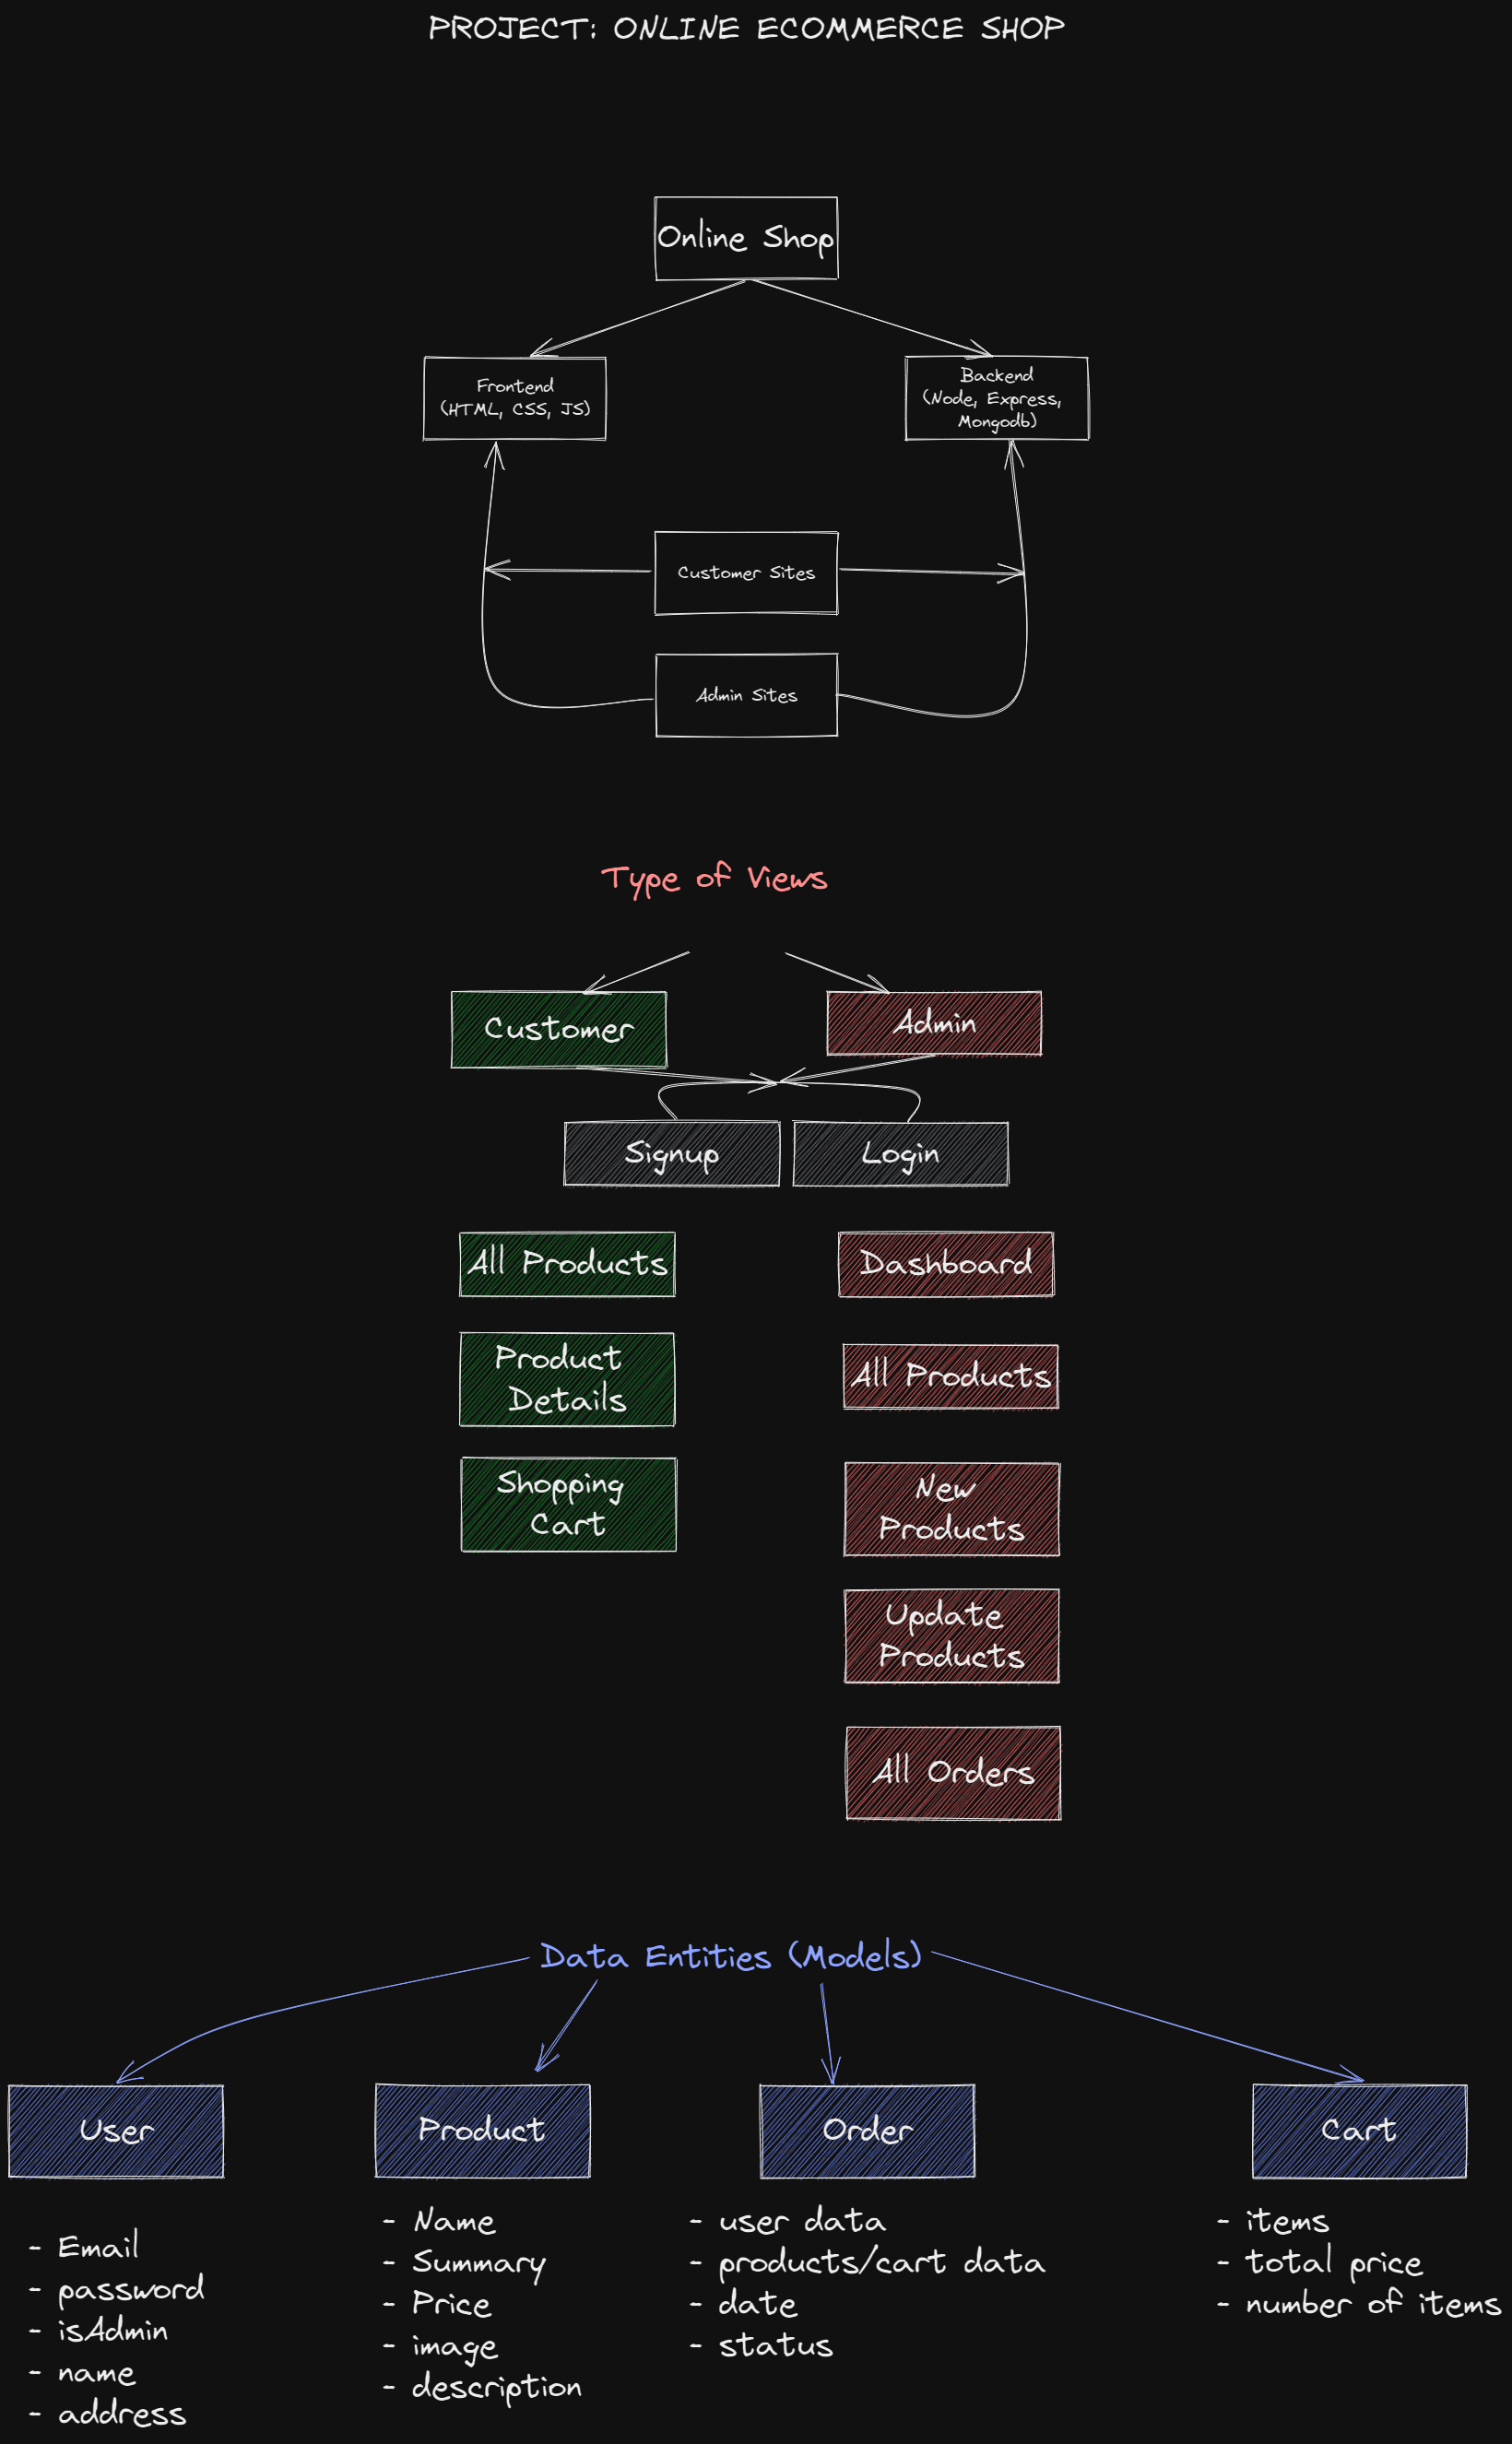 PROJECT: ONLINE ECOMMERCE SHOP
Online Shop
Frontend
(HTML, CSS, JS)
Backend
(Node, Express,
Mongodb)
Customer Sites
Admin Sites
Type of Views
Customer
Admin
Signup
Login
All Products
Dashboard
Product
Details
All Products
Shopping
Cart
New
Products
Update
Products
All Orders
Data Entities (Models)
User
Product
Order
Cart
- Email
- password
- isAdmin
- name
- address
- Name
- Summary
- Price
- image
- description
- user data
- products/cart data
- date
- status
- items
- total price
- number of items